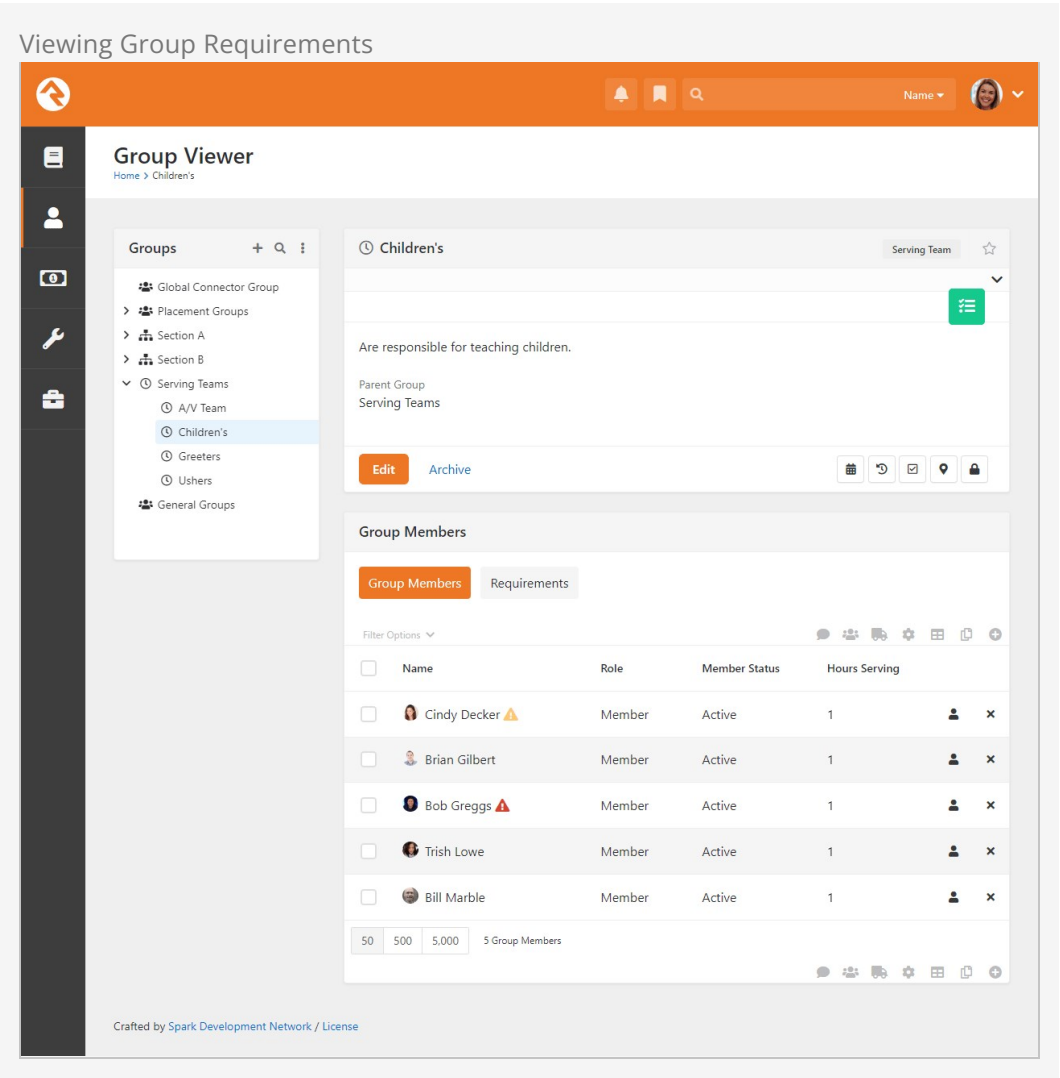 Viewing Group Requirements
Name
Group Viewer
Home > Children's
Groups
Global Connector Group
Placement Groups
Section A
Section B
Serving Teams
A/V Team
Children's
Greeters
Ushers
General Groups
Children's
Serving Team
Are responsible for teaching children.
Parent Group
Serving Teams
Edit Archive
Group Members
Group Members Requirements
Filter Options
Name Role Member Status Hours Serving
Cindy Decker Member Active 1
Brian Gilbert Member Active 1
Bob Greggs Member Active 1
Trish Lowe Member Active 1
Bill Marble Member Active 1
50 500 5,000 5 Group Members
Crafted by Spark Development Network / License